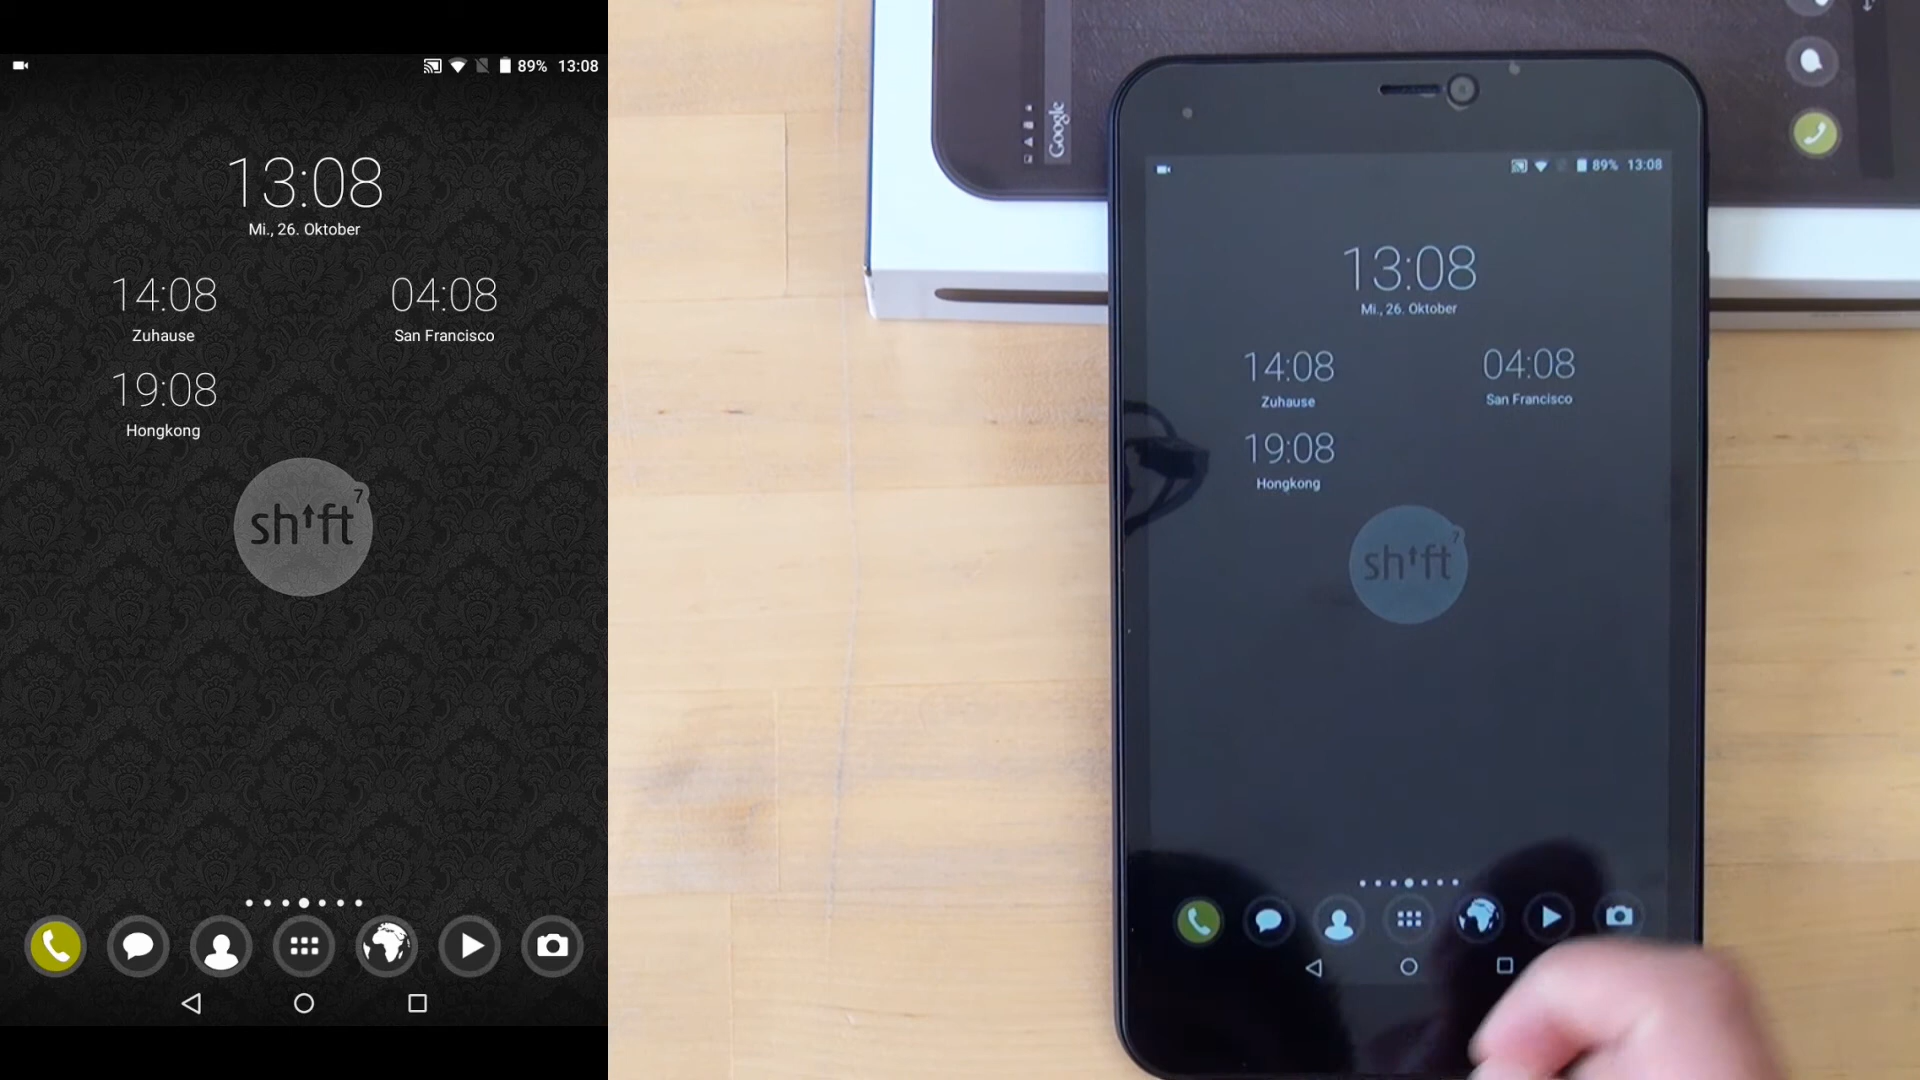 89% 13:08
13:08
Mi., 26. Oktober
14:08
04:08
Zuhause
San Francisco
19:08
Hongkong
shift 7
Google
89% 13:08
13:08
Mi., 26. Oktober
14:08
04:08
Zuhause
San Francisco
19:08
Hongkong
shift 7